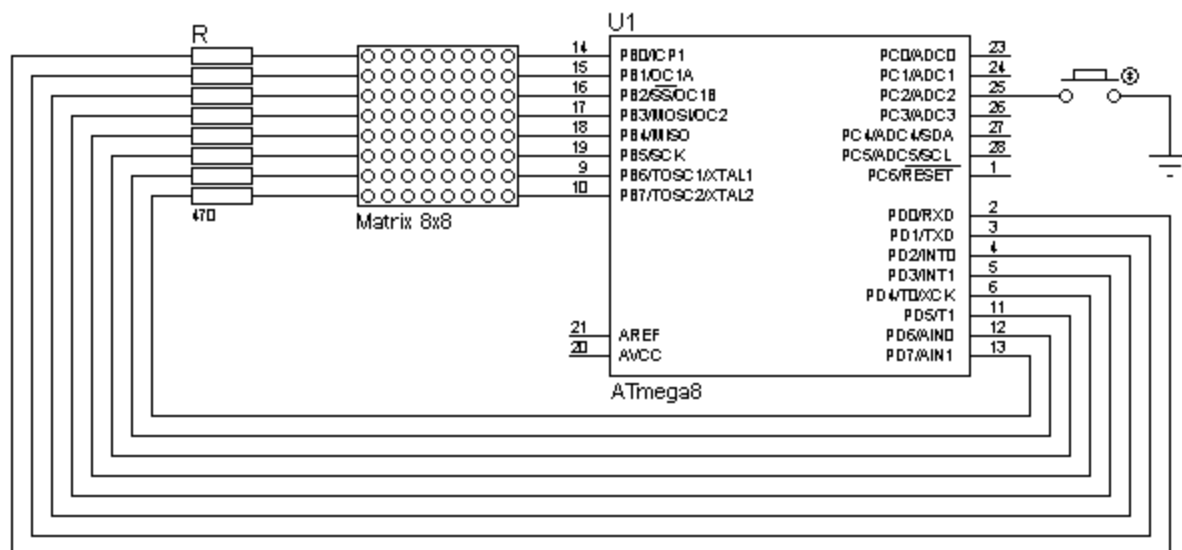 U1
R
14 PB0/ICP1 PC0/ADC0 23
15 PB1/OC1A PC1/ADC1 24
16 PB2/SS/OC1B PC2/ADC2 25
17 PB3/MOSI/OC2 PC3/ADC3 26
18 PB4/MISO PC4/ADC4/SDA 27
19 PB5/SCK PC5/ADC5/SCL 28
9 PB6/TOSC1/XTAL1 PC6/RESET 1
10 PB7/TOSC2/XTAL2
470
Matrix 8x8
PD0/RXD 2
PD1/TXD 3
PD2/INT0 4
PD3/INT1 5
PD4/T0/XCK 6
PD5/T1 11
21 AREF PD6/AIN0 12
20 AVCC PD7/AIN1 13
ATmega8